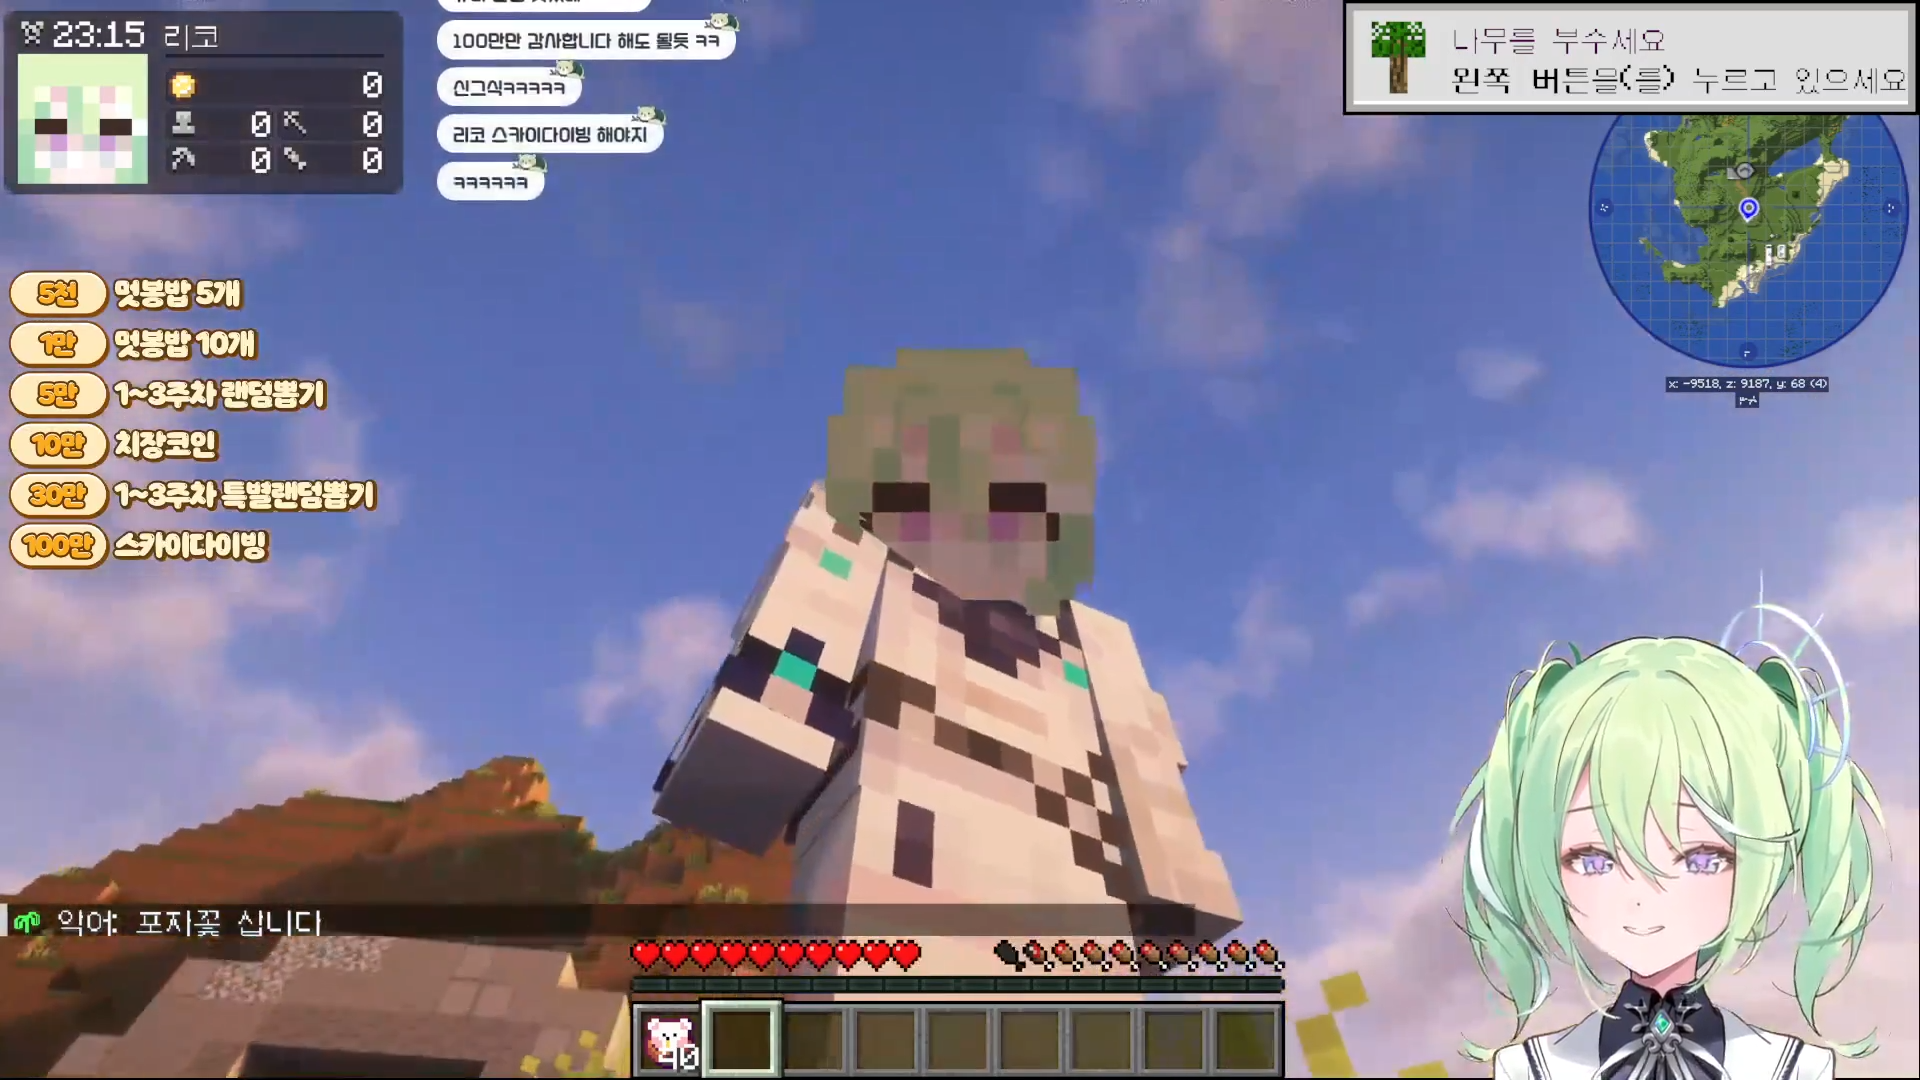 23:15 리코
0
0 0
0 0
100만만 감사합니다 해도 될듯 ㅋㅋ
신그식ㅋㅋㅋㅋㅋ
리코 스카이다이빙 해야지
ㅋㅋㅋㅋㅋㅋ
나무를 부수세요
왼쪽 버튼을(를) 누르고 있으세요
x: -9518, z: 9187, y: 68 (4)
5천 멋봉밥 5개
1만 멋봉밥 10개
5만 1~3주차 랜덤뽑기
10만 치장코인
30만 1~3주차 특별랜덤뽑기
100만 스카이다이빙
악어: 포자꽃 삽니다
40